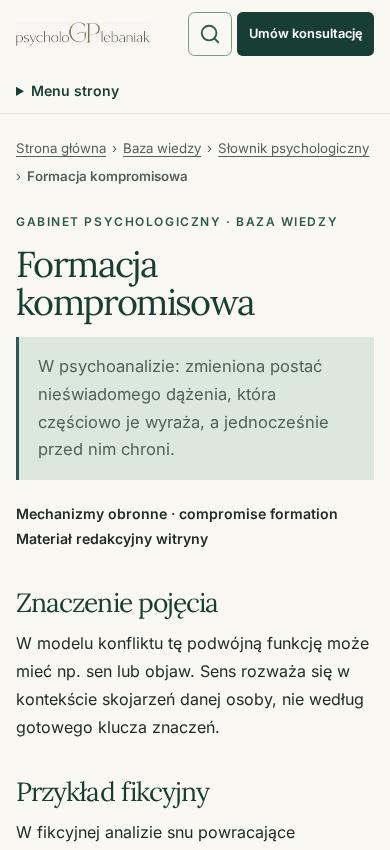 psycholoGPlebaniak
Umów konsultację
Menu strony
Strona główna › Baza wiedzy › Słownik psychologiczny
› Formacja kompromisowa
GABINET PSYCHOLOGICZNY · BAZA WIEDZY
Formacja
kompromisowa
W psychoanalizie: zmieniona postać
nieświadomego dążenia, która
częściowo je wyraża, a jednocześnie
przed nim chroni.
Mechanizmy obronne · compromise formation
Materiał redakcyjny witryny
Znaczenie pojęcia
W modelu konfliktu tę podwójną funkcję może
mieć np. sen lub objaw. Sens rozważa się w
kontekście skojarzeń danej osoby, nie według
gotowego klucza znaczeń.
Przykład fikcyjny
W fikcyjnej analizie snu powracające